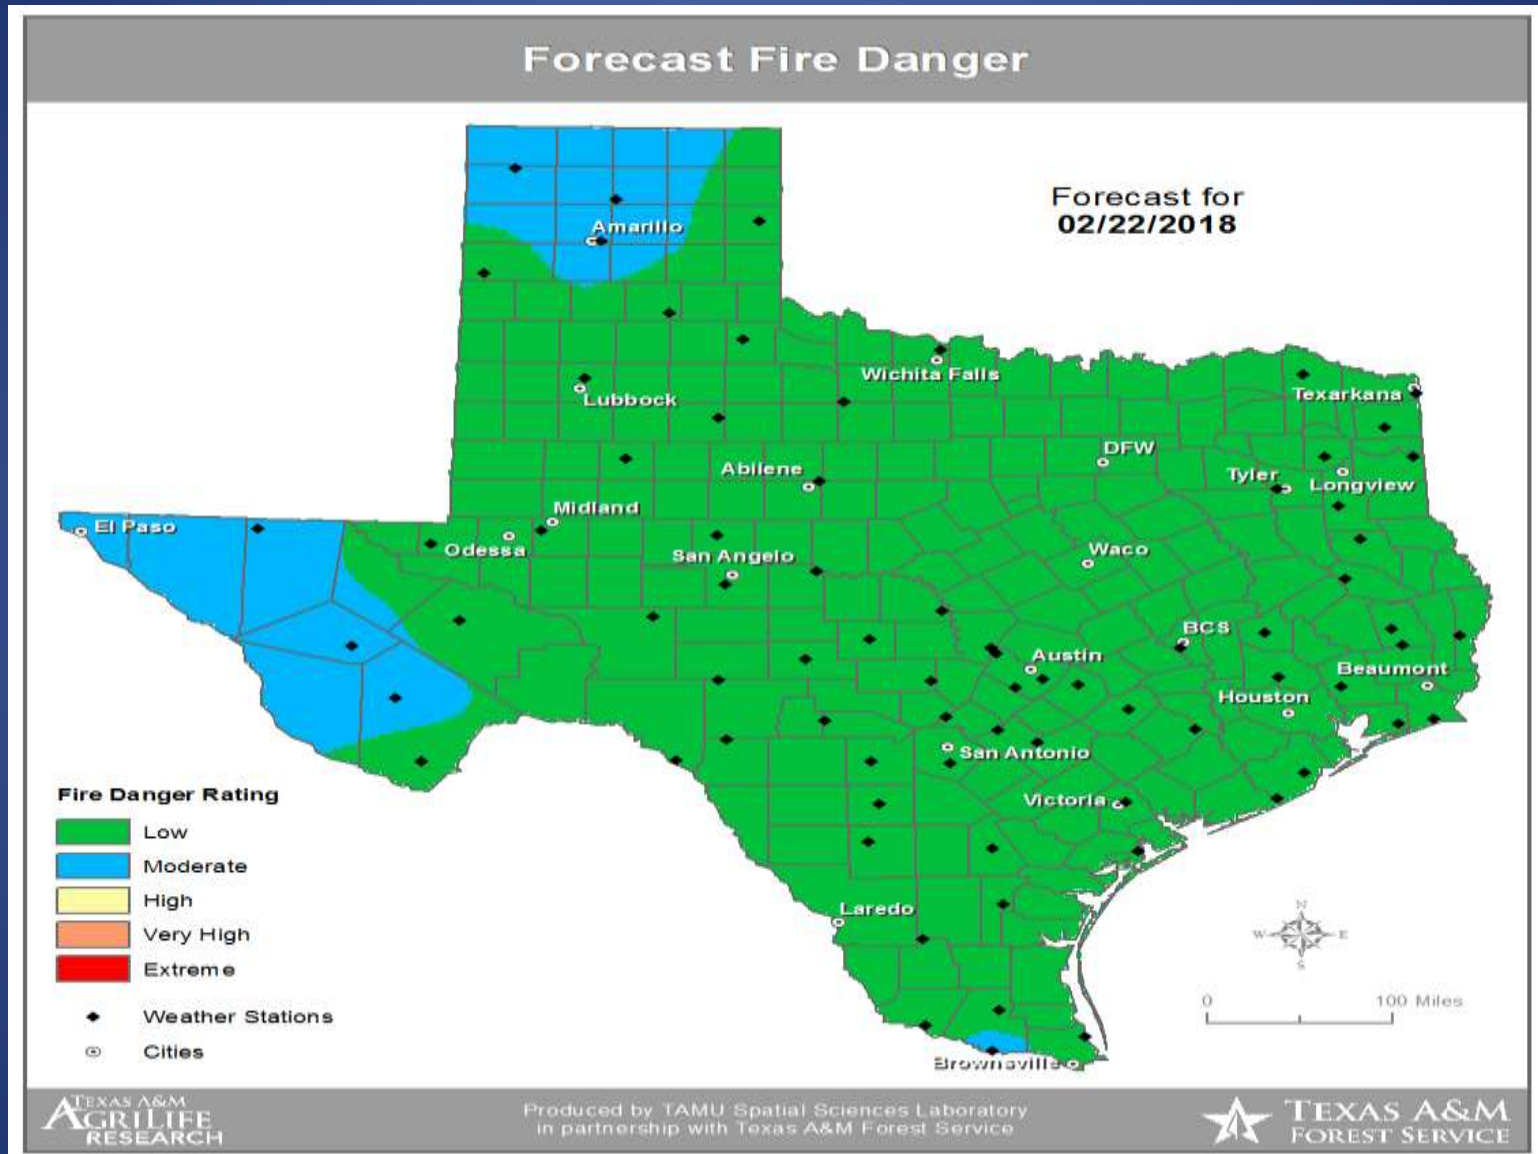 Forecast Fire Danger
Forecast for
02/22/2018
Amarillo
Wichita Falls
Lubbock
Texarkana
DFW
Abilene
Tyler
Longview
Midland
El Paso
Odessa
San Angelo
Waco
BCS
Austin
Beaumont
Houston
San Antonio
Victoria
Laredo
Brownsville
Fire Danger Rating
Low
Moderate
High
Very High
Extreme
Weather Stations
Cities
N
W E
S
0 100 Miles
TEXAS A&M
AGRILIFE
RESEARCH
Produced by TAMU Spatial Sciences Laboratory
in partnership with Texas A&M Forest Service
TEXAS A&M
FOREST SERVICE